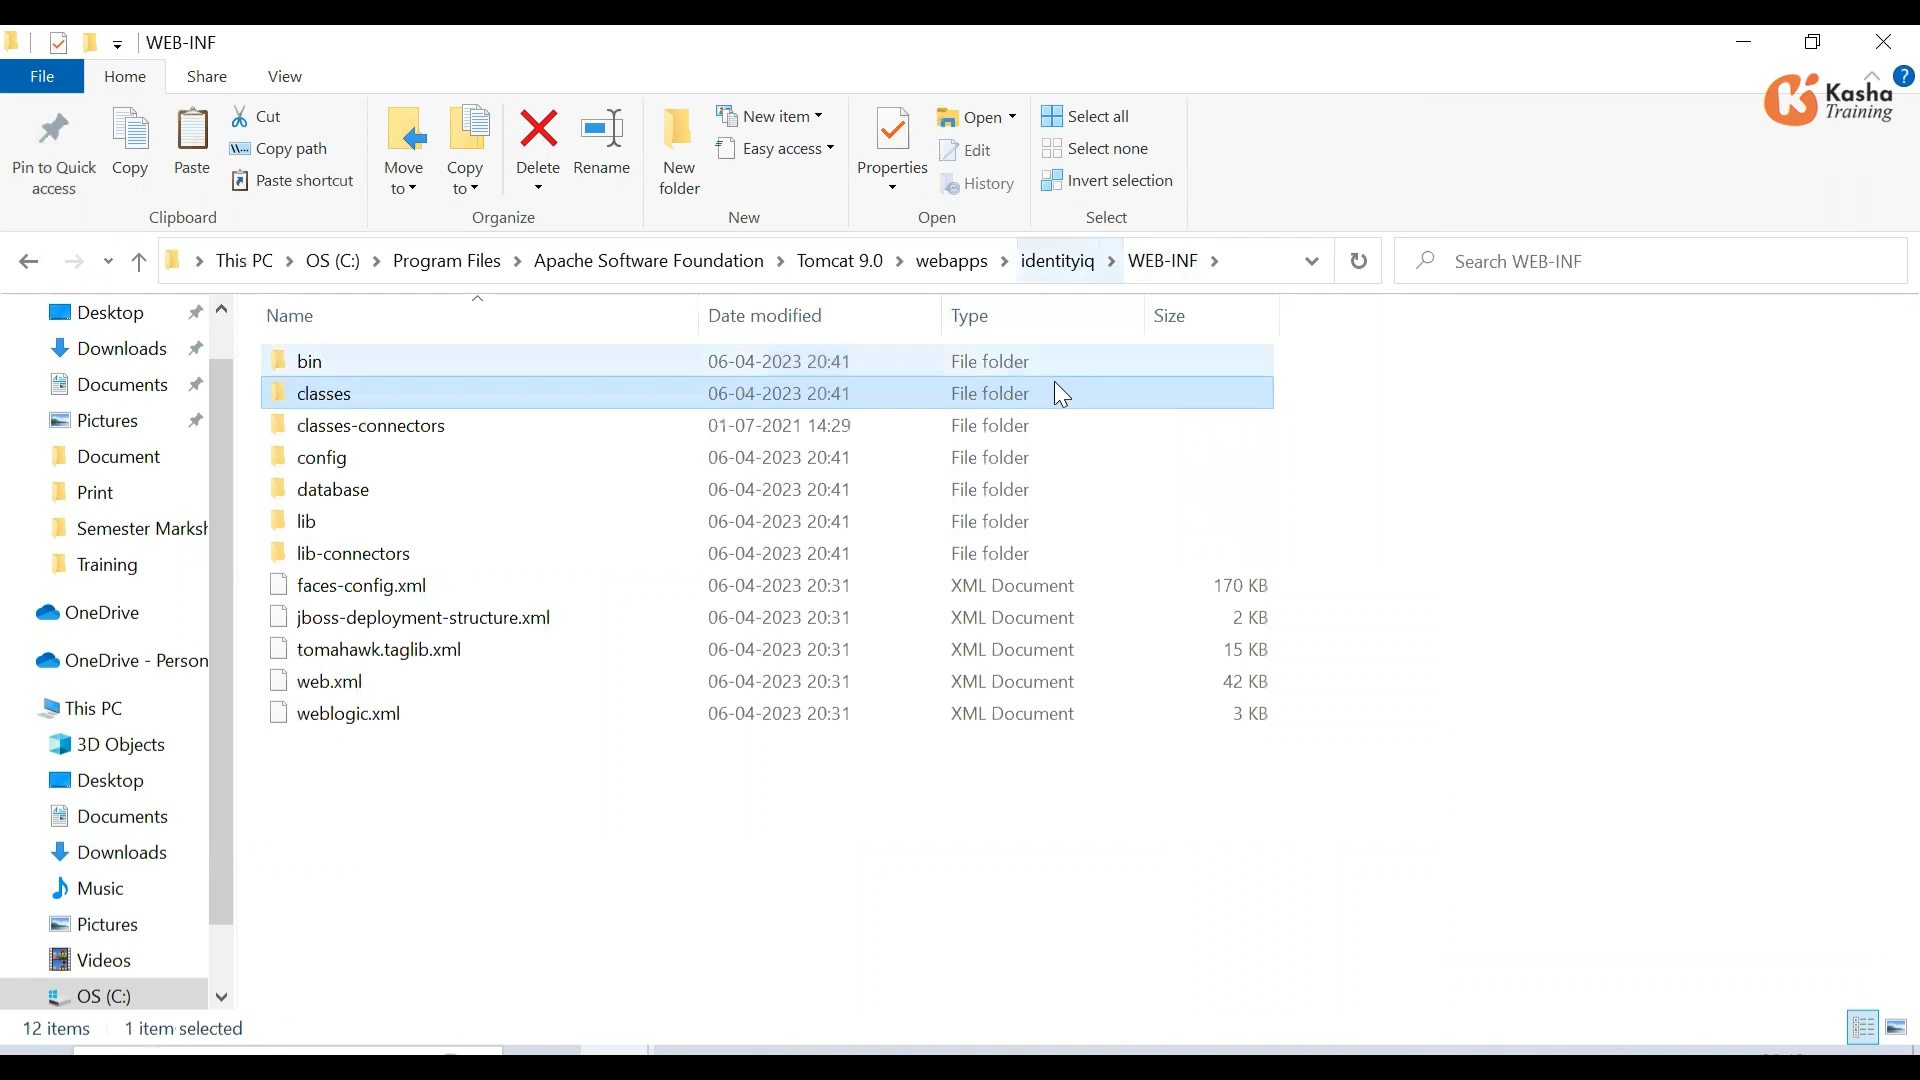 WEB-INF
File Home Share View
Kasha
Training
Pin to Quick
access
Copy
Paste
Cut
Copy path
Paste shortcut
Clipboard
Move
to
Copy
to
Delete
Rename
Organize
New
folder
New item
Easy access
New
Properties
Open
Edit
History
Open
Select all
Select none
Invert selection
Select
This PC > OS (C:) > Program Files > Apache Software Foundation > Tomcat 9.0 > webapps > identityiq > WEB-INF >
Search WEB-INF
Desktop
Downloads
Documents
Pictures
Document
Print
Semester Marksh
Training
OneDrive
OneDrive - Person
This PC
3D Objects
Desktop
Documents
Downloads
Music
Pictures
Videos
OS (C:)
Name Date modified Type Size
bin 06-04-2023 20:41 File folder
classes 06-04-2023 20:41 File folder
classes-connectors 01-07-2021 14:29 File folder
config 06-04-2023 20:41 File folder
database 06-04-2023 20:41 File folder
lib 06-04-2023 20:41 File folder
lib-connectors 06-04-2023 20:41 File folder
faces-config.xml 06-04-2023 20:31 XML Document 170 KB
jboss-deployment-structure.xml 06-04-2023 20:31 XML Document 2 KB
tomahawk.taglib.xml 06-04-2023 20:31 XML Document 15 KB
web.xml 06-04-2023 20:31 XML Document 42 KB
weblogic.xml 06-04-2023 20:31 XML Document 3 KB
12 items 1 item selected